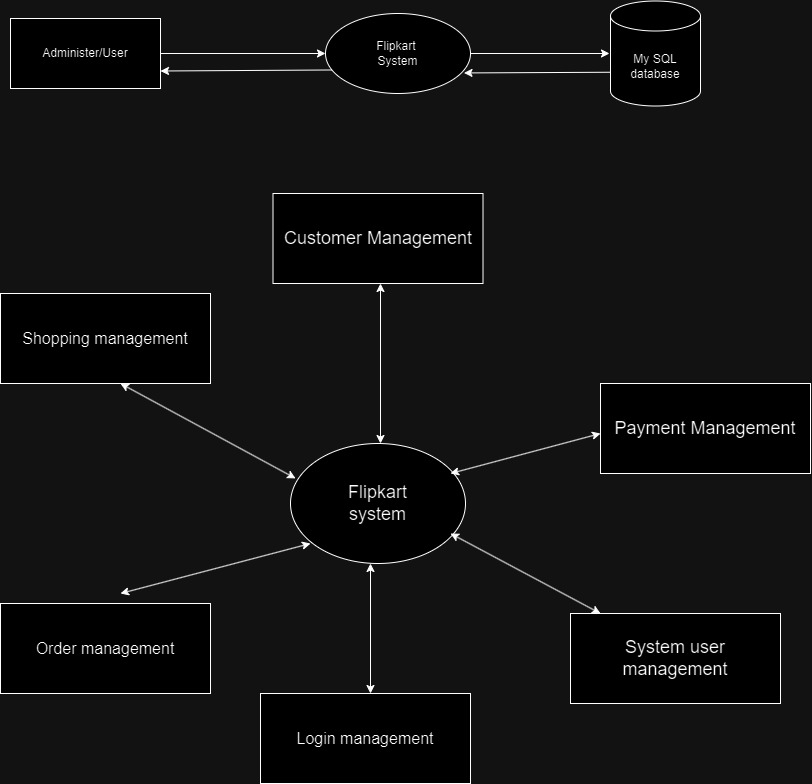 Administer/User
Flipkart
System
My SQL
database
Customer Management
Shopping management
Payment Management
Flipkart
system
Order management
System user
management
Login management